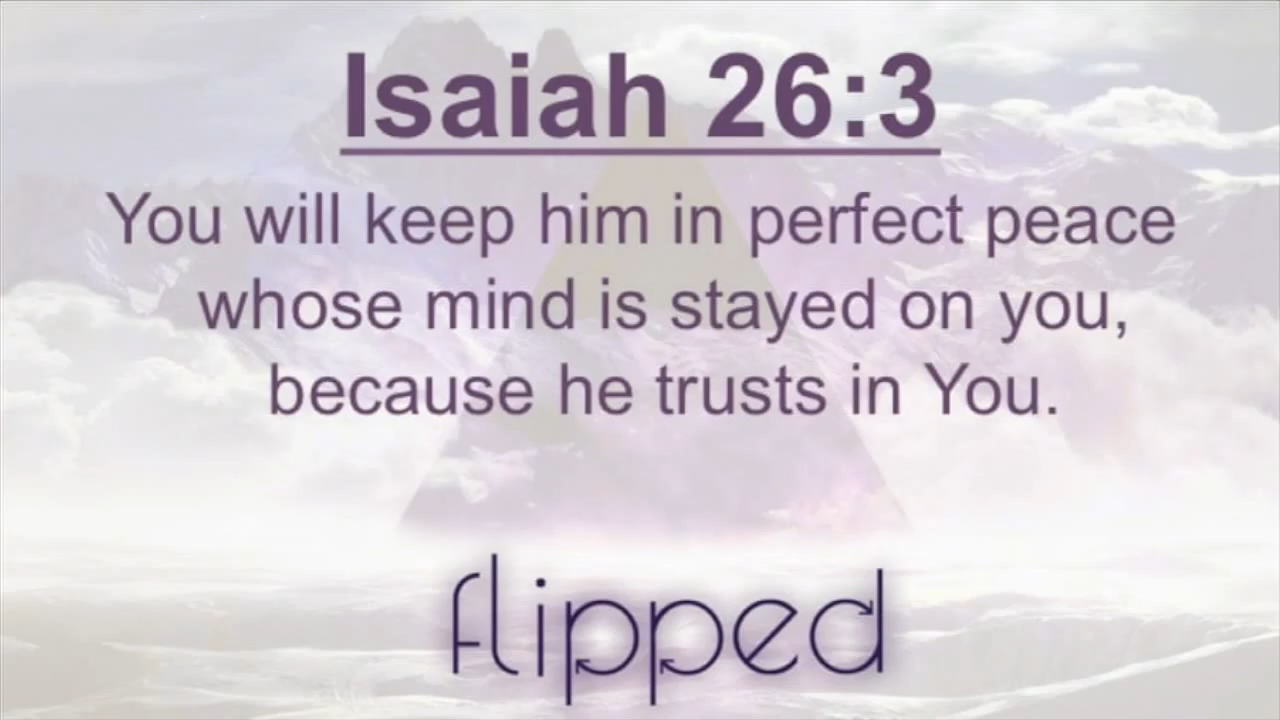 Isaiah 26:3
You will keep him in perfect peace
whose mind is stayed on you,
because he trusts in You.
flipped